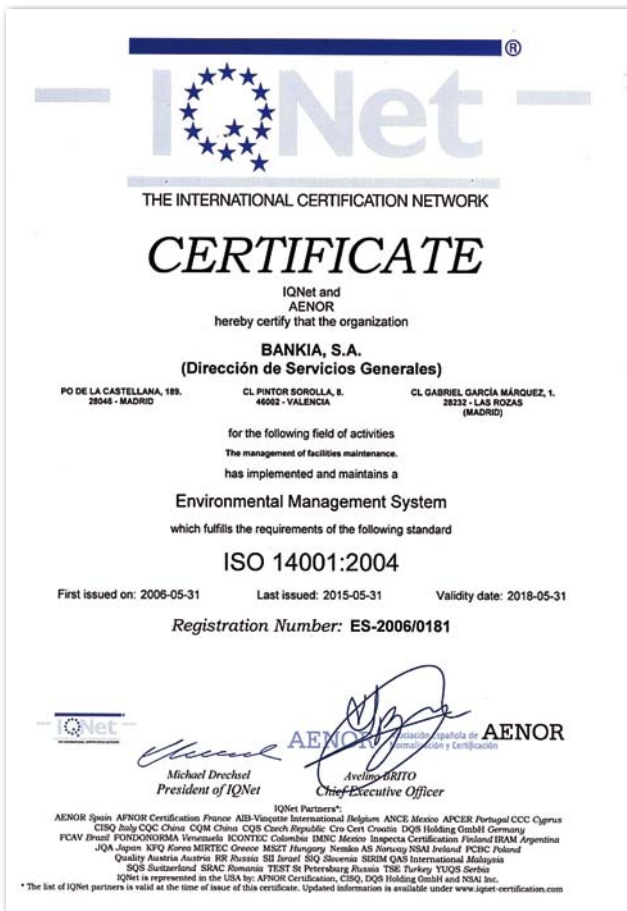 IQNet ®
THE INTERNATIONAL CERTIFICATION NETWORK
CERTIFICATE
IQNet and
AENOR
hereby certify that the organization
BANKIA, S.A.
(Dirección de Servicios Generales)
PO DE LA CASTELLANA, 189.
28046 - MADRID
CL PINTOR SOROLLA, 8.
46002 - VALENCIA
CL GABRIEL GARCÍA MÁRQUEZ, 1.
28232 - LAS ROZAS
(MADRID)
for the following field of activities
The management of facilities maintenance.
has implemented and maintains a
Environmental Management System
which fulfills the requirements of the following standard
ISO 14001:2004
First issued on: 2006-05-31 Last issued: 2015-05-31 Validity date: 2018-05-31
Registration Number: ES-2006/0181
IQNet
THE INTERNATIONAL CERTIFICATION NETWORK
AENOR Asociación Española de Normalización y Certificación AENOR
Michael Drechsel
President of IQNet
Avelino BRITO
Chief Executive Officer
IQNet Partners*:
AENOR Spain AFNOR Certification France AIB-Vinçotte International Belgium ANCE Mexico APCER Portugal CCC Cyprus
CISQ Italy CQC China CQM China CQS Czech Republic Cro Cert Croatia DQS Holding GmbH Germany
FCAV Brazil FONDONORMA Venezuela ICONTEC Colombia IMNC Mexico Inspecta Certification Finland IRAM Argentina
JQA Japan KFQ Korea MIRTEC Greece MSZT Hungary Nemko AS Norway NSAI Ireland PCBC Poland
Quality Austria Austria RR Russia SII Israel SIQ Slovenia SIRIM QAS International Malaysia
SQS Switzerland SRAC Romania TEST St Petersburg Russia TSE Turkey YUQS Serbia
IQNet is represented in the USA by: AFNOR Certification, CISQ, DQS Holding GmbH and NSAI Inc.
* The list of IQNet partners is valid at the time of issue of this certificate. Updated information is available under www.iqnet-certification.com